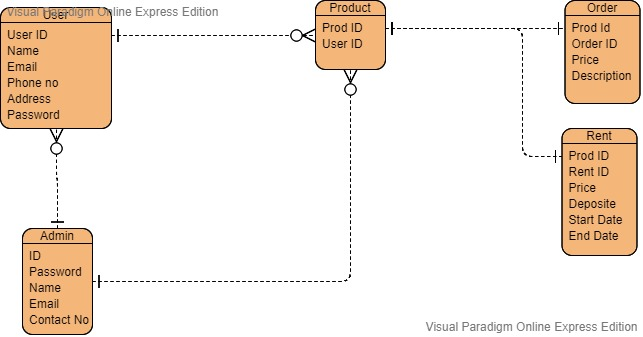 Visual Paradigm Online Express Edition
User
User ID
Name
Email
Phone no
Address
Password
Product
Prod ID
User ID
Order
Prod Id
Order ID
Price
Description
Rent
Prod ID
Rent ID
Price
Deposite
Start Date
End Date
Admin
ID
Password
Name
Email
Contact No
Visual Paradigm Online Express Edition